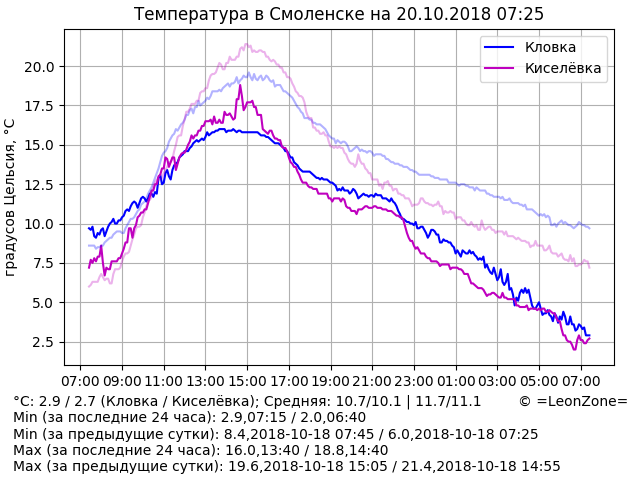 Температура в Смоленске на 20.10.2018 07:25
Кловка
Киселёвка
градусов Цельсия, °C
20.0
17.5
15.0
12.5
10.0
7.5
5.0
2.5
07:00 09:00 11:00 13:00 15:00 17:00 19:00 21:00 23:00 01:00 03:00 05:00 07:00
°C: 2.9 / 2.7 (Кловка / Киселёвка); Средняя: 10.7/10.1 | 11.7/11.1 © =LeonZone=
Min (за последние 24 часа): 2.9,07:15 / 2.0,06:40
Min (за предыдущие сутки): 8.4,2018-10-18 07:45 / 6.0,2018-10-18 07:25
Max (за последние 24 часа): 16.0,13:40 / 18.8,14:40
Max (за предыдущие сутки): 19.6,2018-10-18 15:05 / 21.4,2018-10-18 14:55